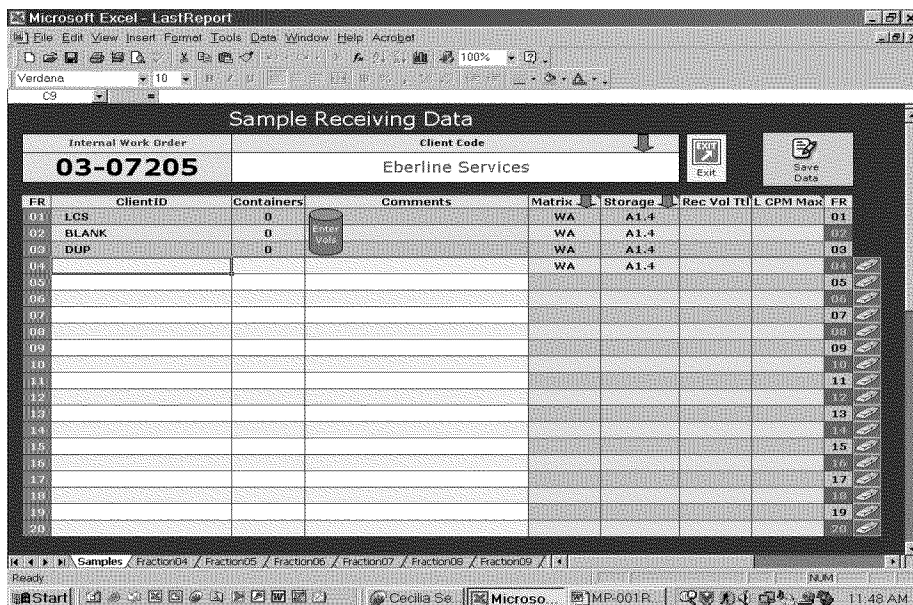 Microsoft Excel - LastReport
File Edit View Insert Format Tools Data Window Help Acrobat
100%
Verdana 10 B I U
C9 =
Sample Receiving Data
Internal Work Order Client Code
03-07205 Eberline Services
EXIT
Exit
Save Data
FR ClientID Containers Comments Matrix Storage Rec Vol Ttl L CPM Max FR
01 LCS 0 WA A1.4 01
Enter Vols
02 BLANK 0 WA A1.4 02
03 DUP 0 WA A1.4 03
04 WA A1.4 04
05 05
06 06
07 07
08 08
09 09
10 10
11 11
12 12
13 13
14 14
15 15
16 16
17 17
18 18
19 19
20 20
Samples Fraction04 Fraction05 Fraction06 Fraction07 Fraction08 Fraction09
Ready NUM
Start Cecilia Se Microso... MP-001R 11:48 AM